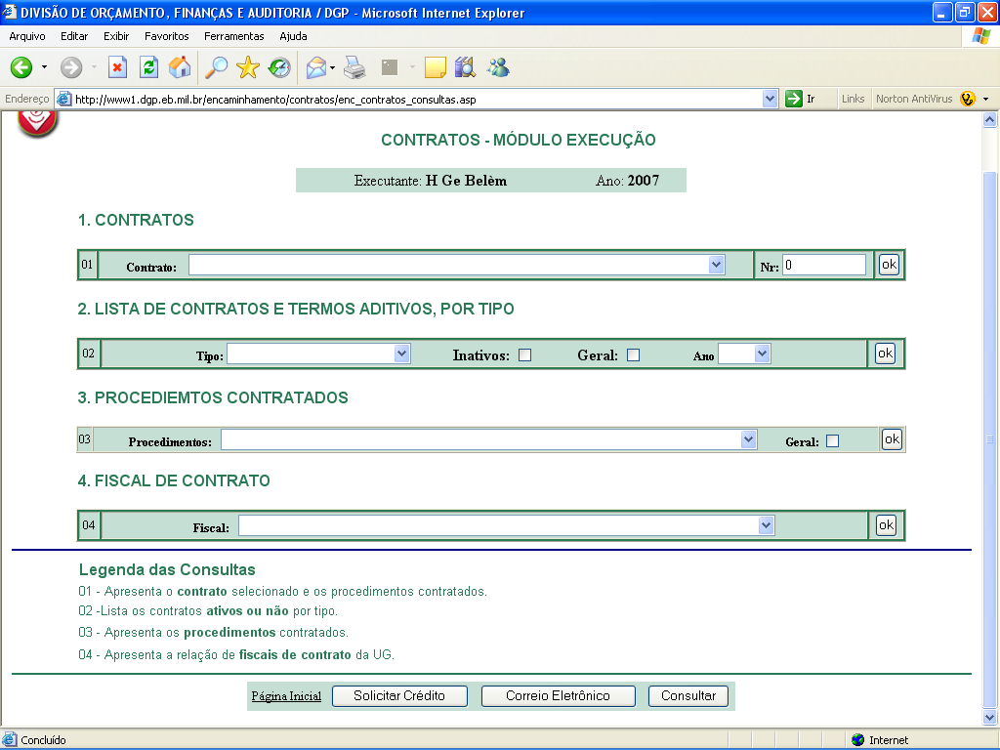 DIVISÃO DE ORÇAMENTO, FINANÇAS E AUDITORIA / DGP - Microsoft Internet Explorer
Arquivo Editar Exibir Favoritos Ferramentas Ajuda
Endereço http://www1.dgp.eb.mil.br/encaminhamento/contratos/enc_contratos_consultas.asp Ir Links Norton AntiVirus
CONTRATOS - MÓDULO EXECUÇÃO
Executante: H Ge Belèm Ano: 2007
1. CONTRATOS
01 Contrato: Nr: 0 ok
2. LISTA DE CONTRATOS E TERMOS ADITIVOS, POR TIPO
02 Tipo: Inativos: Geral: Ano ok
3. PROCEDIEMTOS CONTRATADOS
03 Procedimentos: Geral: ok
4. FISCAL DE CONTRATO
04 Fiscal: ok
Legenda das Consultas
01 - Apresenta o contrato selecionado e os procedimentos contratados.
02 -Lista os contratos ativos ou não por tipo.
03 - Apresenta os procedimentos contratados.
04 - Apresenta a relação de fiscais de contrato da UG.
Página Inicial Solicitar Crédito Correio Eletrônico Consultar
Concluído Internet